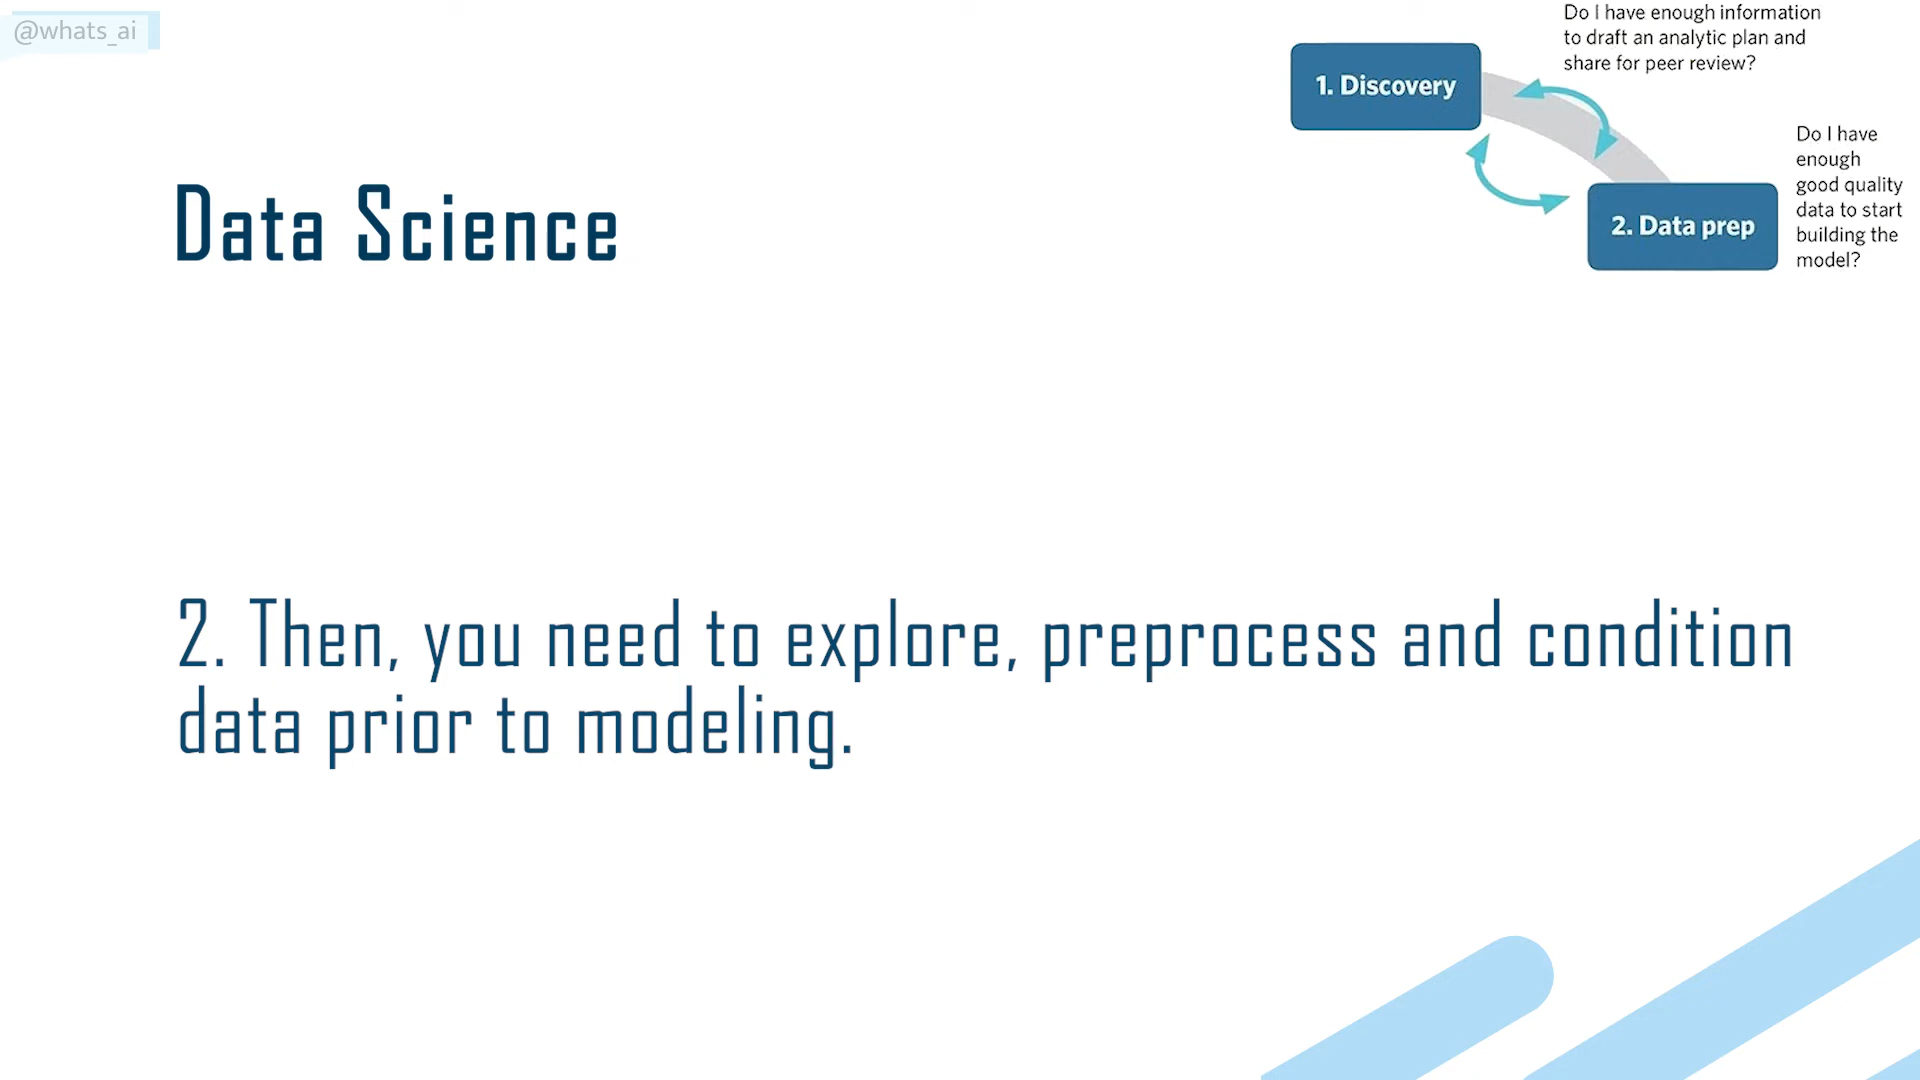 @whats_ai
Do I have enough information
to draft an analytic plan and
share for peer review?
1. Discovery
Do I have
enough
good quality
data to start
building the
model?
2. Data prep
Data Science
2. Then, you need to explore, preprocess and condition
data prior to modeling.